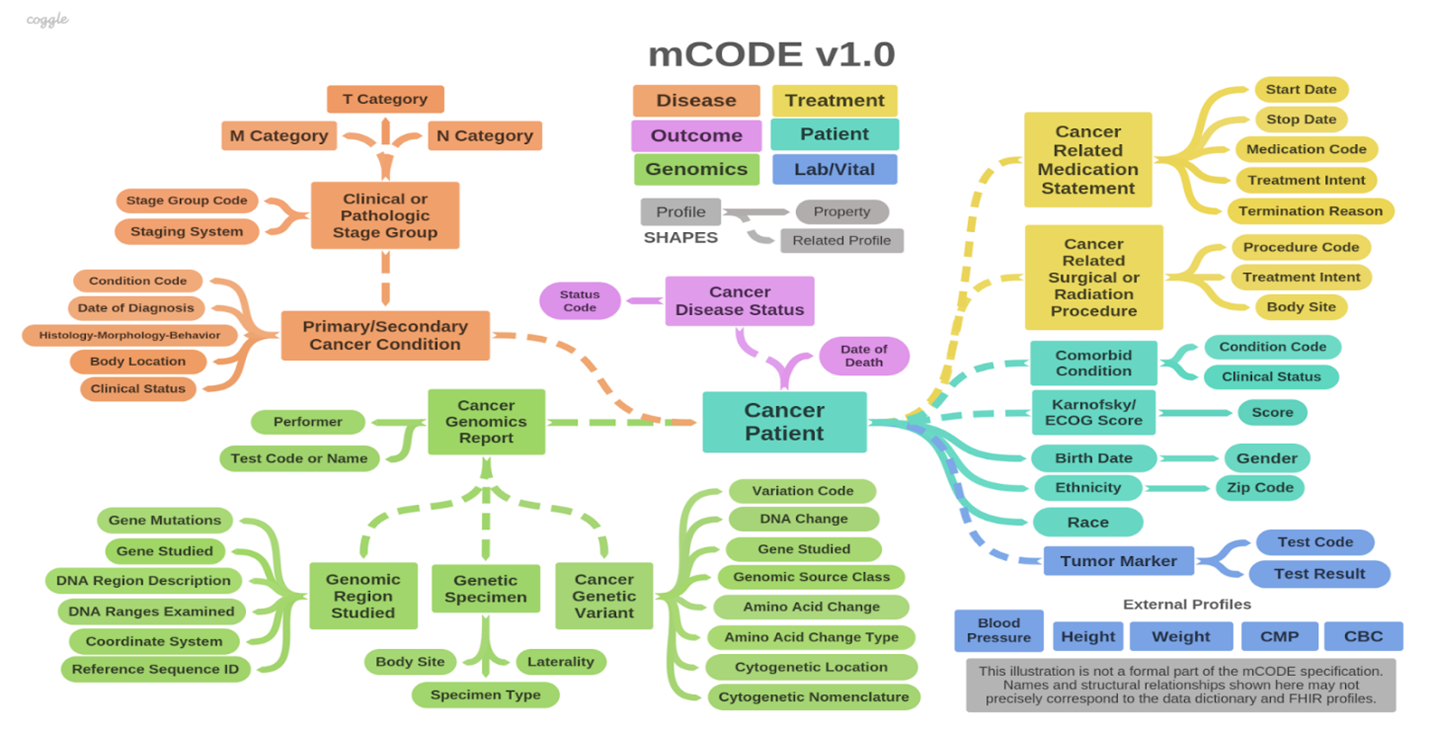 coggle
mCODE v1.0
Disease
Treatment
Outcome
Patient
Genomics
Lab/Vital
Profile
Property
SHAPES
Related Profile
T Category
M Category
N Category
Clinical or
Pathologic
Stage Group
Stage Group Code
Staging System
Condition Code
Date of Diagnosis
Histology-Morphology-Behavior
Body Location
Clinical Status
Primary/Secondary
Cancer Condition
Status
Code
Cancer
Disease Status
Date of
Death
Cancer
Patient
Performer
Test Code or Name
Cancer
Genomics
Report
Gene Mutations
Gene Studied
DNA Region Description
DNA Ranges Examined
Coordinate System
Reference Sequence ID
Genomic
Region
Studied
Genetic
Specimen
Cancer
Genetic
Variant
Body Site
Laterality
Specimen Type
Variation Code
DNA Change
Gene Studied
Genomic Source Class
Amino Acid Change
Amino Acid Change Type
Cytogenetic Location
Cytogenetic Nomenclature
Cancer
Related
Medication
Statement
Start Date
Stop Date
Medication Code
Treatment Intent
Termination Reason
Cancer
Related
Surgical or
Radiation
Procedure
Procedure Code
Treatment Intent
Body Site
Comorbid
Condition
Condition Code
Clinical Status
Karnofsky/
ECOG Score
Score
Birth Date
Gender
Ethnicity
Zip Code
Race
Tumor Marker
Test Code
Test Result
External Profiles
Blood
Pressure
Height
Weight
CMP
CBC
This illustration is not a formal part of the mCODE specification.
Names and structural relationships shown here may not
precisely correspond to the data dictionary and FHIR profiles.